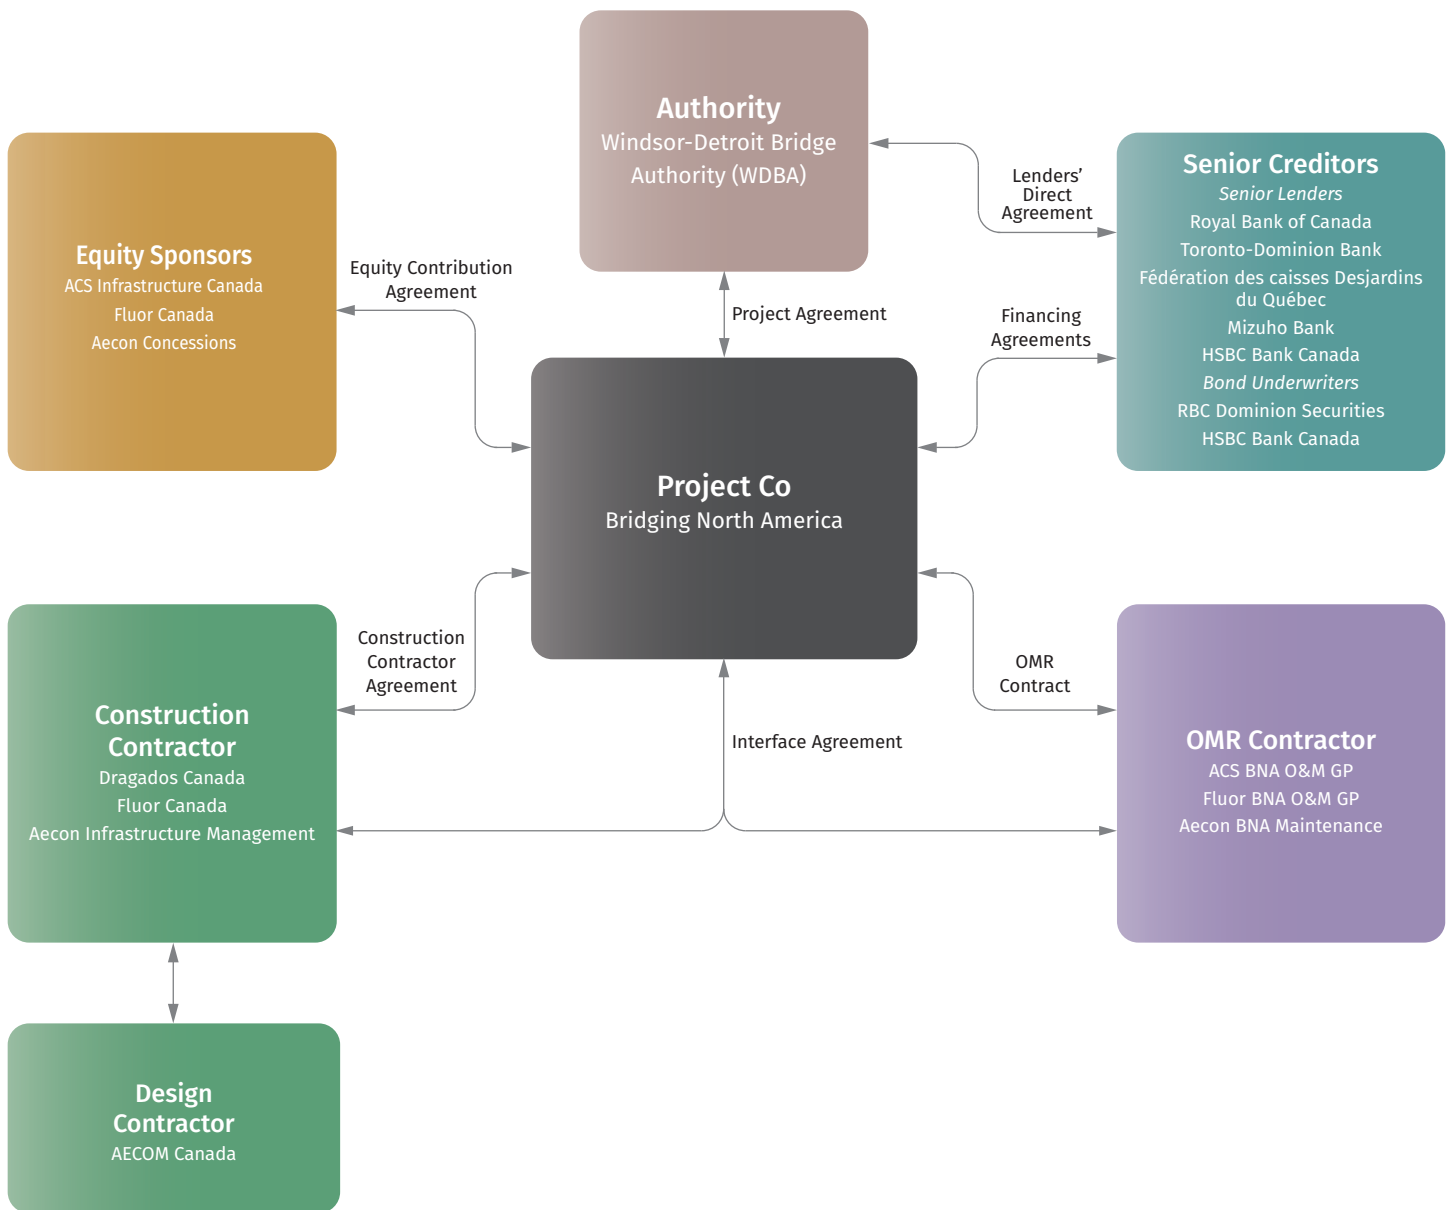 Authority
Windsor-Detroit Bridge
Authority (WDBA)
Equity Sponsors
ACS Infrastructure Canada
Fluor Canada
Aecon Concessions
Equity Contribution
Agreement
Project Agreement
Lenders’
Direct
Agreement
Senior Creditors
Senior Lenders
Royal Bank of Canada
Toronto-Dominion Bank
Fédération des caisses Desjardins
du Québec
Mizuho Bank
HSBC Bank Canada
Bond Underwriters
RBC Dominion Securities
HSBC Bank Canada
Financing
Agreements
Project Co
Bridging North America
Construction
Contractor
Agreement
OMR
Contract
Interface Agreement
Construction
Contractor
Dragados Canada
Fluor Canada
Aecon Infrastructure Management
OMR Contractor
ACS BNA O&M GP
Fluor BNA O&M GP
Aecon BNA Maintenance
Design
Contractor
AECOM Canada